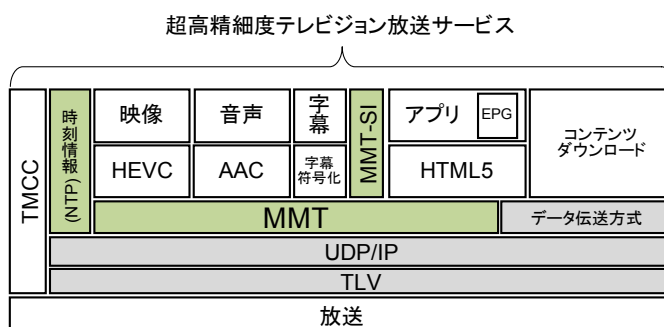 超高精細度テレビジョン放送サービス
TMCC
時刻情報
(NTP)
映像
音声
字幕
MMT-SI
アプリ
EPG
コンテンツ
ダウンロード
HEVC
AAC
字幕
符号化
HTML5
MMT
データ伝送方式
UDP/IP
TLV
放送